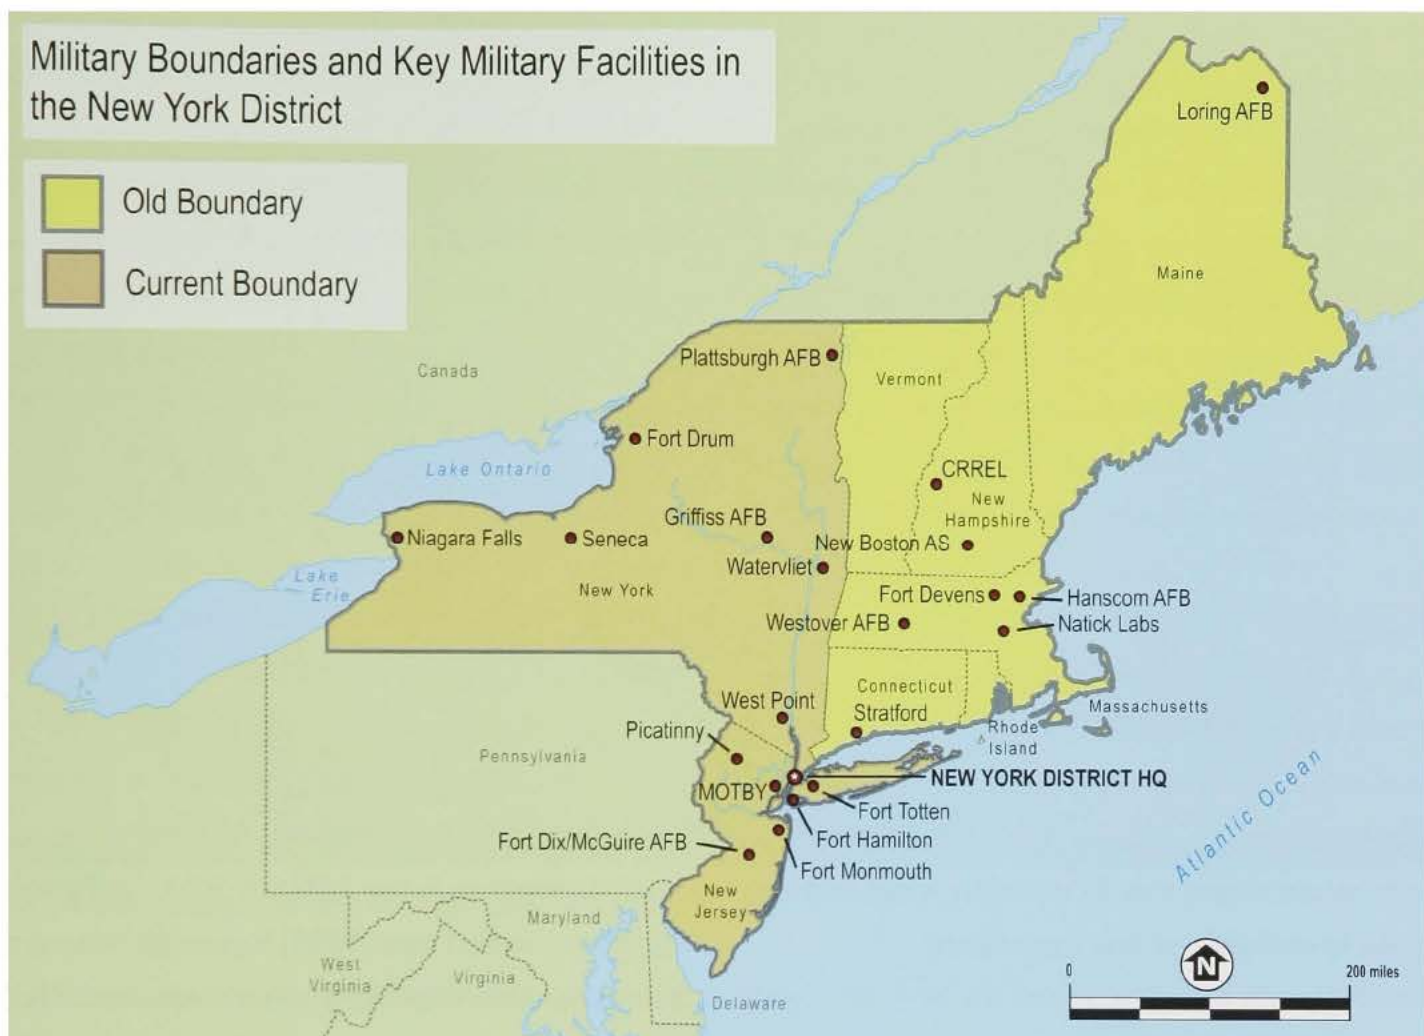 Military Boundaries and Key Military Facilities in
the New York District
Old Boundary
Current Boundary
Loring AFB
Maine
Canada
Plattsburgh AFB
Vermont
Fort Drum
Lake Ontario
CRREL
New
Hampshire
Griffiss AFB
Niagara Falls
Seneca
New Boston AS
Watervliet
Lake
Erie
New York
Fort Devens
Hanscom AFB
Westover AFB
Natick Labs
Connecticut
Stratford
West Point
Massachusetts
Rhode
Island
Picatinny
Pennsylvania
NEW YORK DISTRICT HQ
MOTBY
Fort Totten
Fort Hamilton
Fort Dix/McGuire AFB
Fort Monmouth
Atlantic Ocean
New
Jersey
Maryland
West
Virginia
Virginia
Delaware
N
0
200 miles